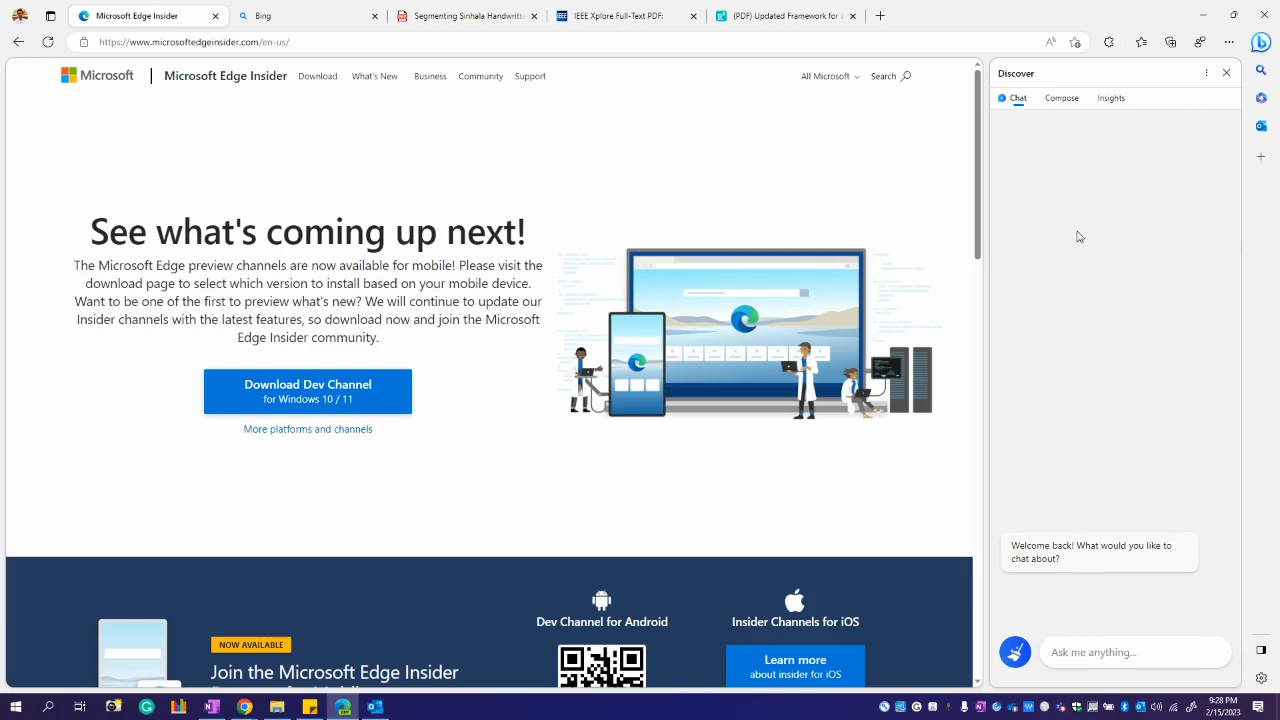 Microsoft Edge Insider
Bing
Segmenting Sinhala Handwritt
IEEE Xplore Full-Text PDF:
(PDF) Updated Framework for a
https://www.microsoftedgeinsider.com/en-us/
Microsoft
Microsoft Edge Insider
Download
What's New
Business
Community
Support
All Microsoft
Search
See what's coming up next!
The Microsoft Edge preview channels are now available for mobile! Please visit the
download page to select which version to install based on your mobile device.
Want to be one of the first to preview what's new? We will continue to update our
Insider channels with the latest features, so download now and join the Microsoft
Edge Insider community.
Download Dev Channel
for Windows 10 / 11
More platforms and channels
NOW AVAILABLE
Join the Microsoft Edge Insider
Dev Channel for Android
Insider Channels for iOS
Learn more
about insider for iOS
Discover
Chat
Compose
Insights
Welcome back! What would you like to
chat about?
Ask me anything...
9:28 PM
2/15/2023